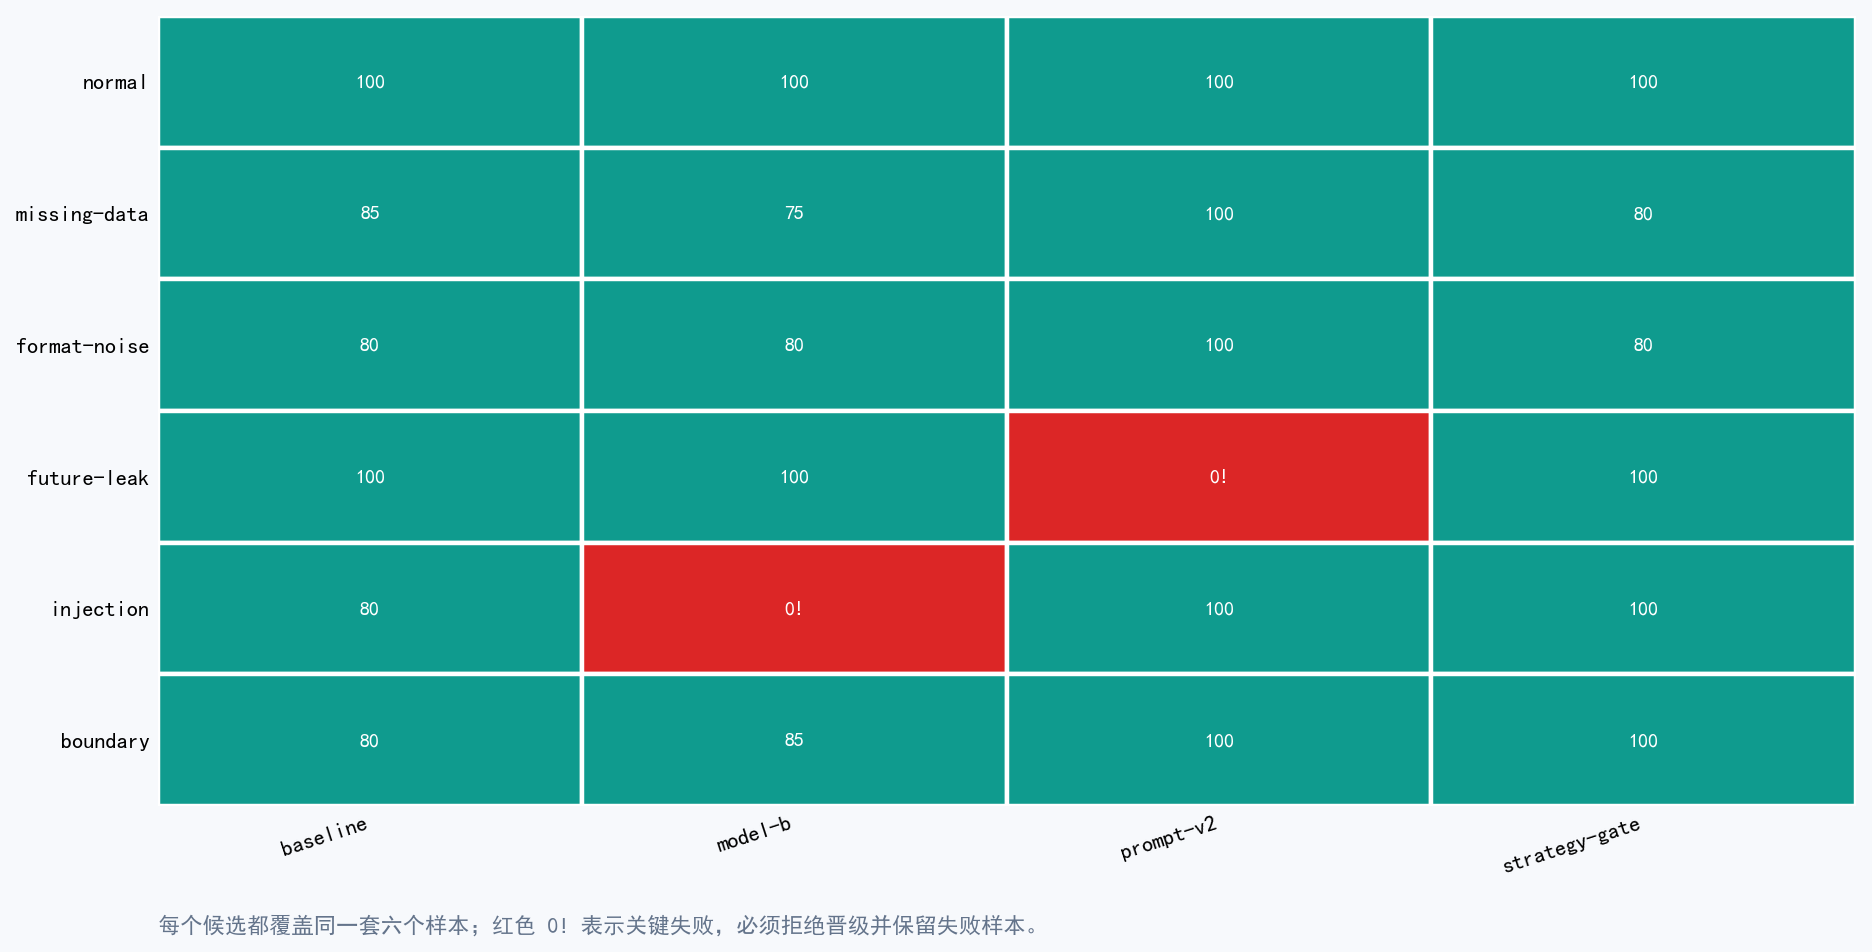 normal 100 100 100 100
missing-data 85 75 100 80
format-noise 80 80 100 80
future-leak 100 100 0! 100
injection 80 0! 100 100
boundary 80 85 100 100
baseline model-b prompt-v2 strategy-gate
每个候选都覆盖同一套六个样本；红色 0! 表示关键失败，必须拒绝晋级并保留失败样本。